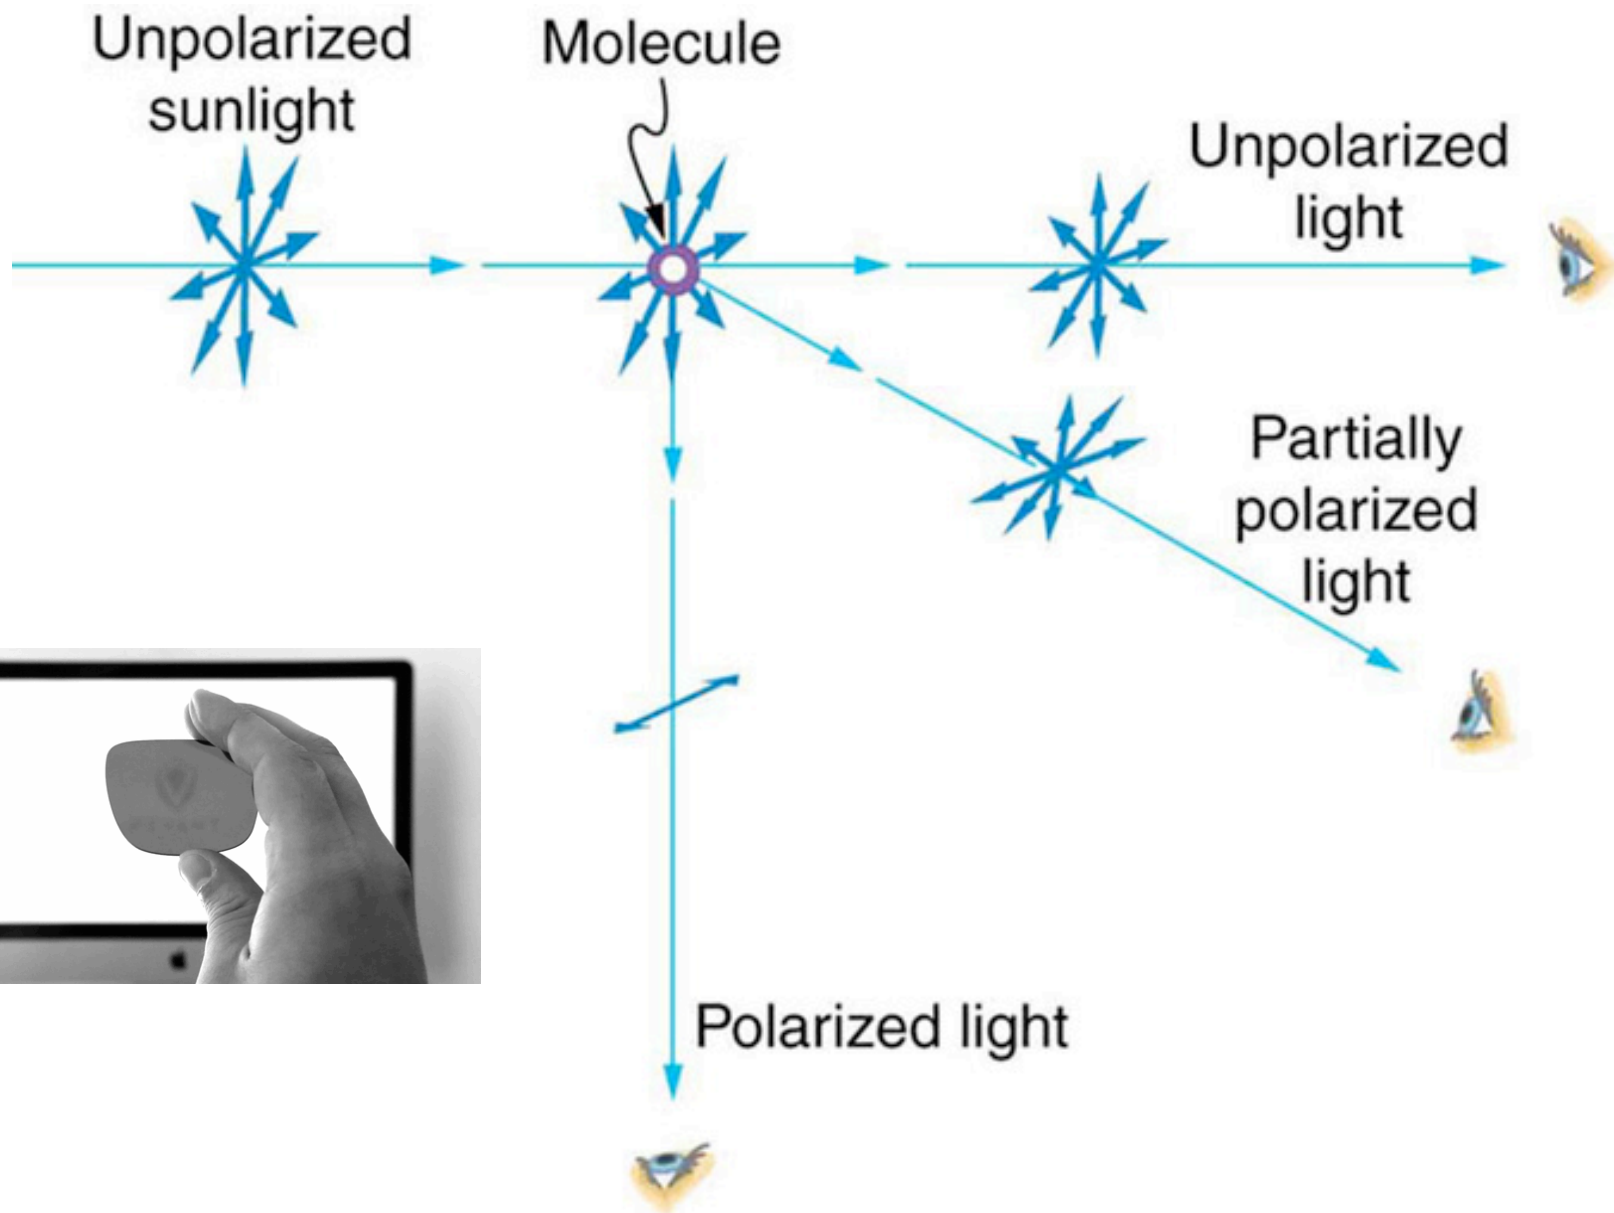 Unpolarized
sunlight
Molecule
Unpolarized
light
Partially
polarized
light
Polarized light